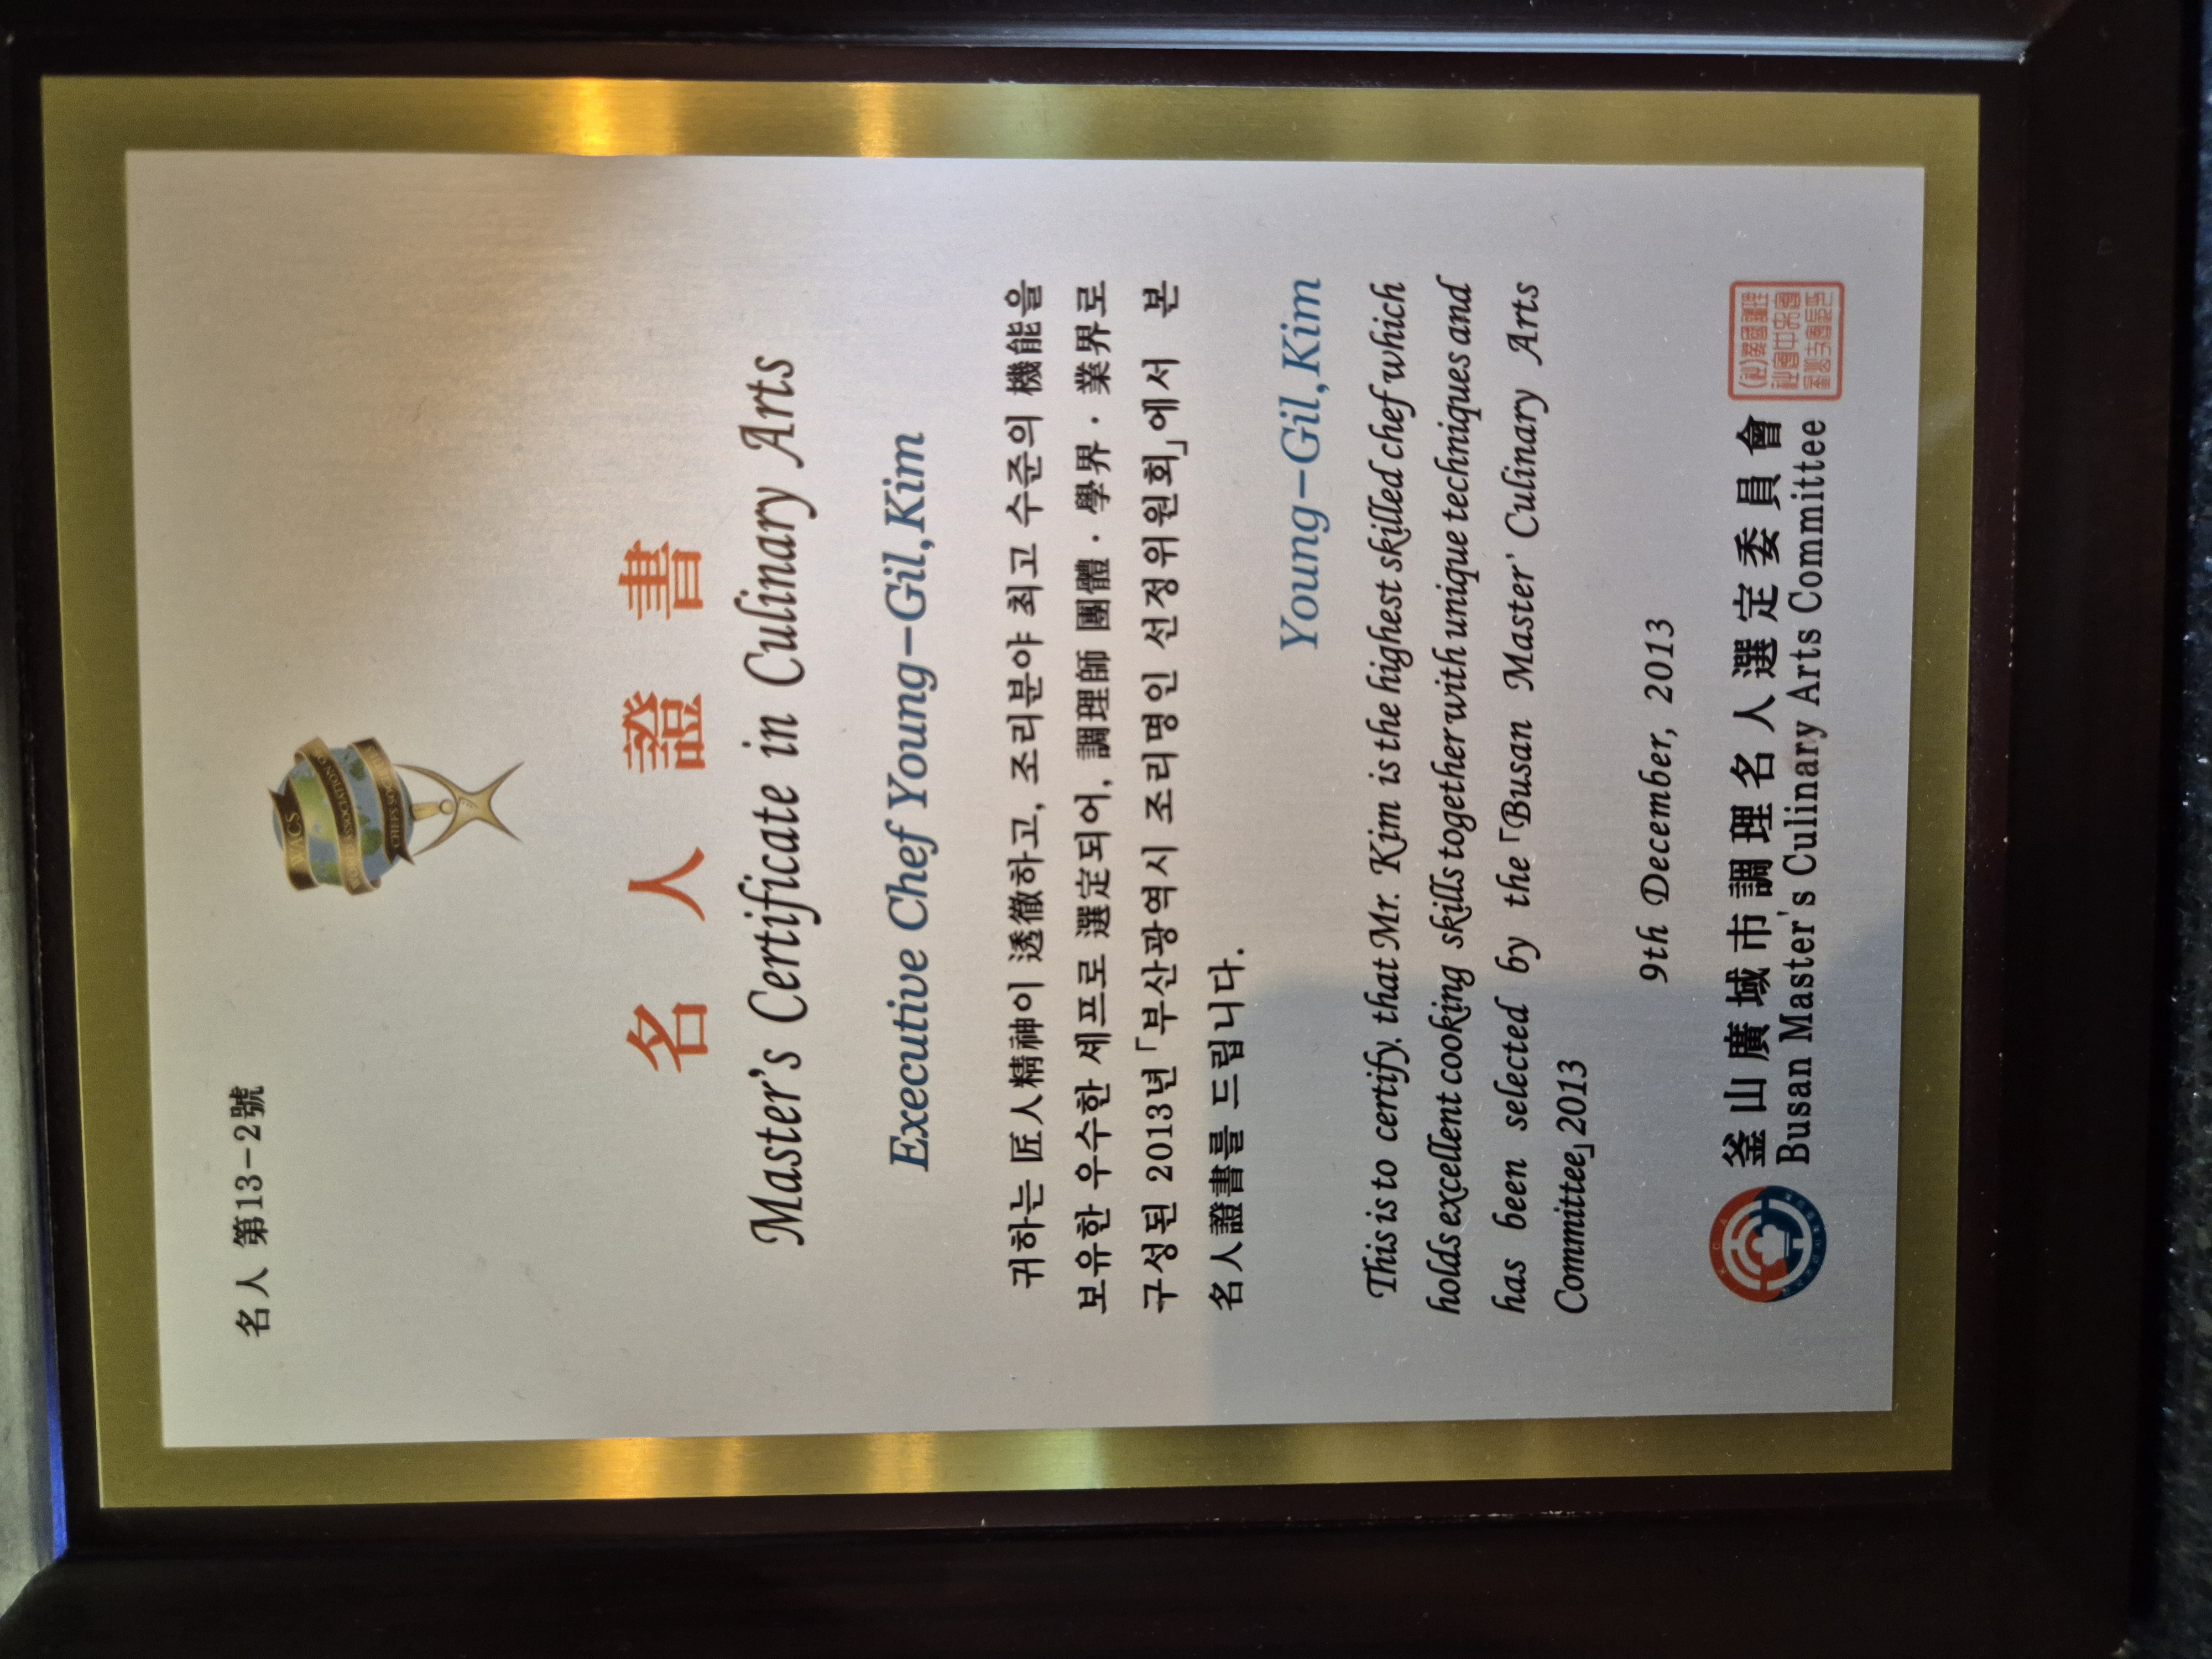 名人 第13-2號
WACS
WORLD ASSOCIATION OF
CHEFS SOCIETIES
名人證書
Master's Certificate in Culinary Arts
Executive Chef Young-Gil,Kim
귀하는 匠人精神이 透徹하고, 조리분야 최고 수준의 機能을
보유한 우수한 셰프로 選定되어, 調理師 團體·學界·業界로
구성된 2013년 「부산광역시 조리명인 선정위원회」에서 본
名人證書를 드립니다.
Young-Gil,Kim
This is to certify, that Mr. Kim is the highest skilled chef which
holds excellent cooking skills together with unique techniques and
has been selected by the 「Busan Master' Culinary Arts
Committee」2013
9th December, 2013
釜山廣域市調理名人選定委員會
Busan Master's Culinary Arts Committee